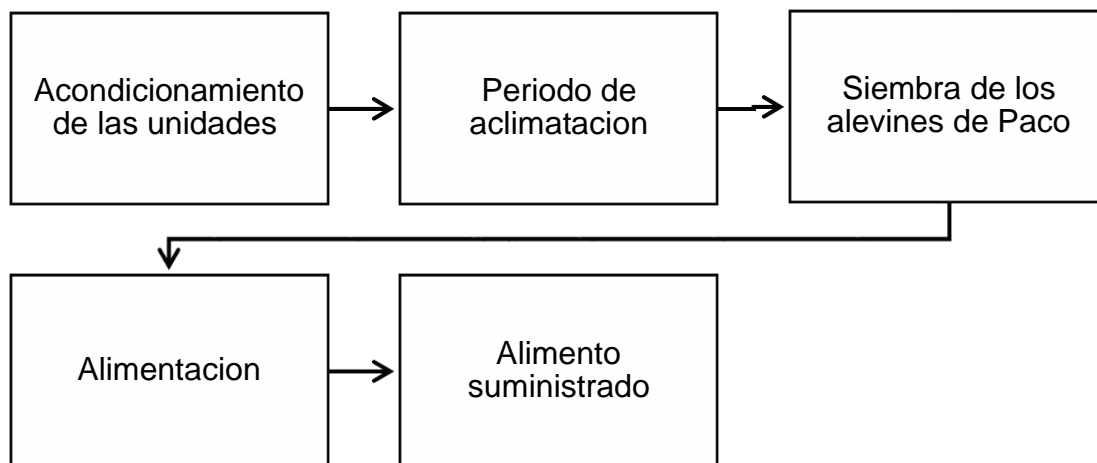 Acondicionamiento
de las unidades
Periodo de
aclimatacion
Siembra de los
alevines de Paco
Alimentacion
Alimento
suministrado